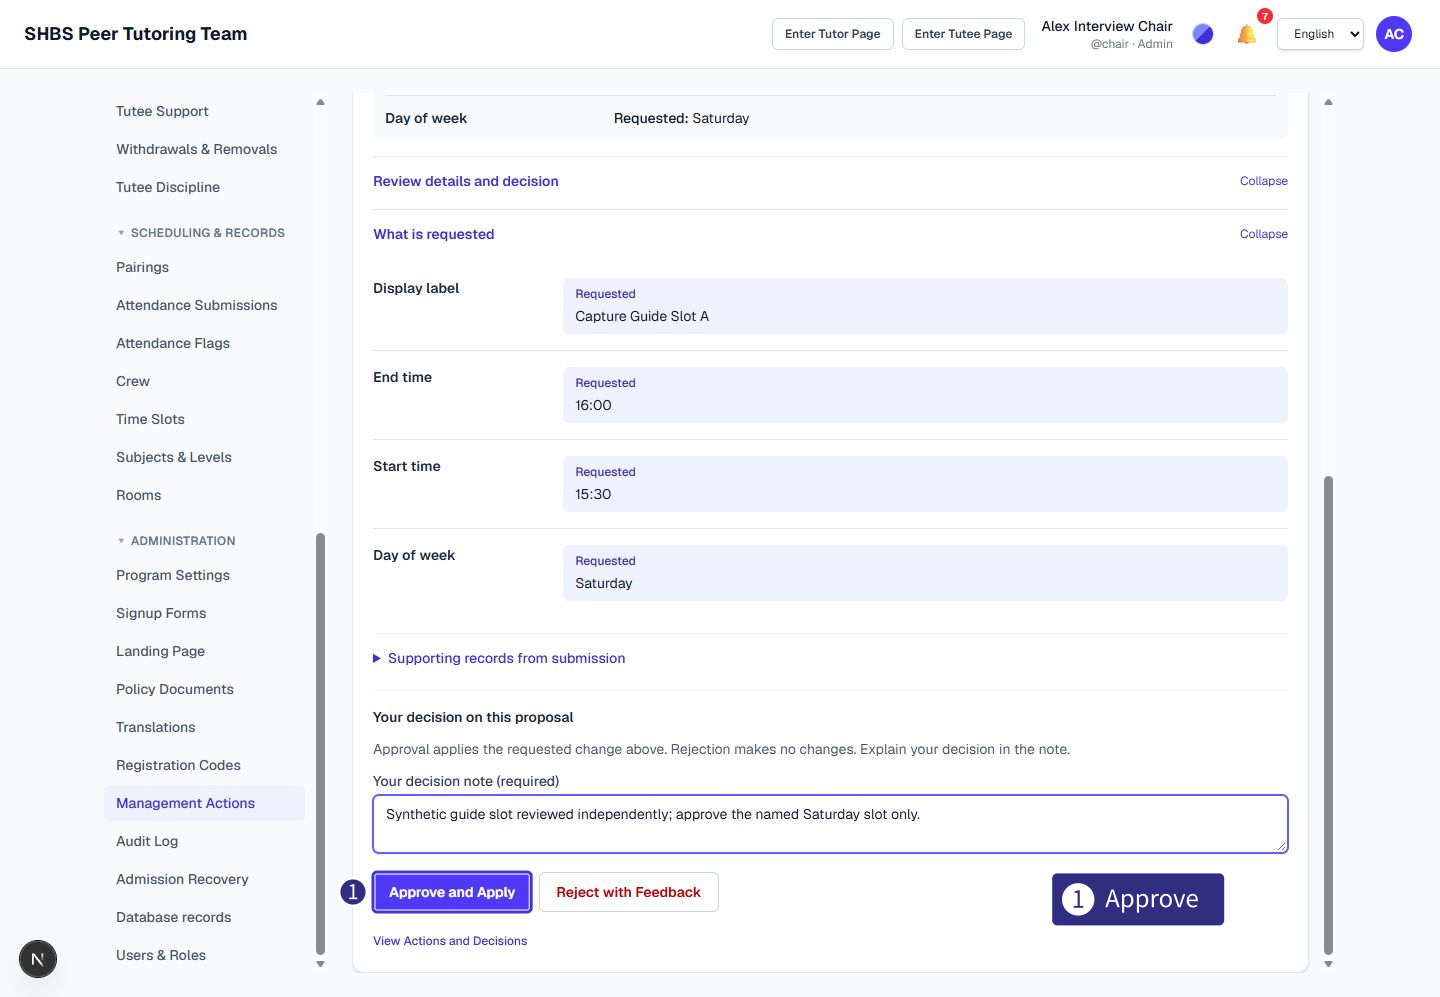 SHBS Peer Tutoring Team
Enter Tutor Page
Enter Tutee Page
Alex Interview Chair
@chair · Admin
7
English
AC
Tutee Support
Withdrawals & Removals
Tutee Discipline
SCHEDULING & RECORDS
Pairings
Attendance Submissions
Attendance Flags
Crew
Time Slots
Subjects & Levels
Rooms
ADMINISTRATION
Program Settings
Signup Forms
Landing Page
Policy Documents
Translations
Registration Codes
Management Actions
Audit Log
Admission Recovery
Database records
Users & Roles
N
Day of week Requested: Saturday
Review details and decision Collapse
What is requested Collapse
Display label
Requested
Capture Guide Slot A
End time
Requested
16:00
Start time
Requested
15:30
Day of week
Requested
Saturday
Supporting records from submission
Your decision on this proposal
Approval applies the requested change above. Rejection makes no changes. Explain your decision in the note.
Your decision note (required)
Synthetic guide slot reviewed independently; approve the named Saturday slot only.
1 Approve and Apply Reject with Feedback
1 Approve
View Actions and Decisions